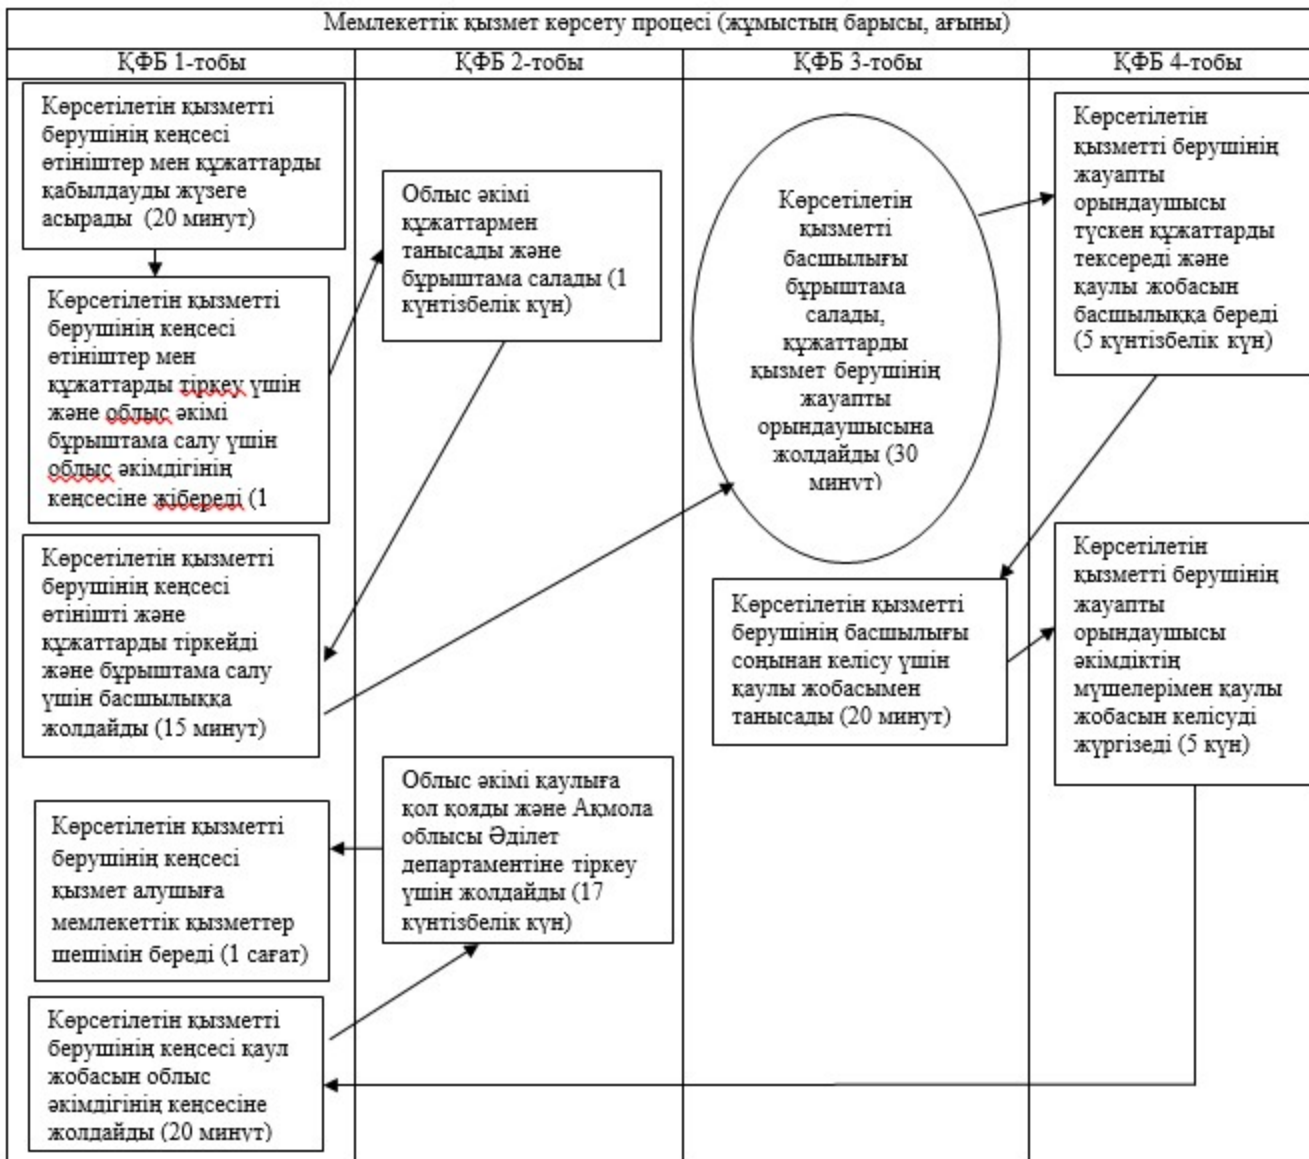 Мемлекеттік қызмет көрсету процесі (жұмыстың барысы, ағыны)
ҚФБ 1-тобы
ҚФБ 2-тобы
ҚФБ 3-тобы
ҚФБ 4-тобы
Көрсетілетін қызметті
берушінің кеңсесі
өтініштер мен құжаттарды
қабылдауды жүзеге
асырады (20 минут)
Көрсетілетін қызметті
берушінің кеңсесі
өтініштер мен
құжаттарды тіркеу үшін
және облыс әкімі
бұрыштама салу үшін
облыс әкімдігінің
кеңсесіне жібереді (1
Көрсетілетін қызметті
берушінің кеңсесі
өтінішті және
құжаттарды тіркейді
және бұрыштама салу
үшін басшылыққа
жолдайды (15 минут)
Көрсетілетін қызметті
берушінің кеңсесі
қызмет алушыға
мемлекеттік қызметтер
шешімін береді (1 сағат)
Көрсетілетін қызметті
берушінің кеңсесі қаул
жобасын облыс
әкімдігінің кеңсесіне
жолдайды (20 минут)
Облыс әкімі
құжаттармен
танысады және
бұрыштама салады (1
күнтізбелік күн)
Облыс әкімі қаулыға
қол қояды және Ақмола
облысы Әділет
департаментіне тіркеу
үшін жолдайды (17
күнтізбелік күн)
Көрсетілетін
қызметті
басшылығы
бұрыштама
салады,
құжаттарды
қызмет берушінің
жауапты
орындаушысына
жолдайды (30
минут)
Көрсетілетін қызметті
берушінің басшылығы
соңынан келісу үшін
қаулы жобасымен
танысады (20 минут)
Көрсетілетін
қызметті берушінің
жауапты
орындаушысы
түскен құжаттарды
тексереді және
қаулы жобасын
басшылыққа береді
(5 күнтізбелік күн)
Көрсетілетін
қызметті берушінің
жауапты
орындаушысы
әкімдіктің
мүшелерімен қаулы
жобасын келісуді
жүргізеді (5 күн)